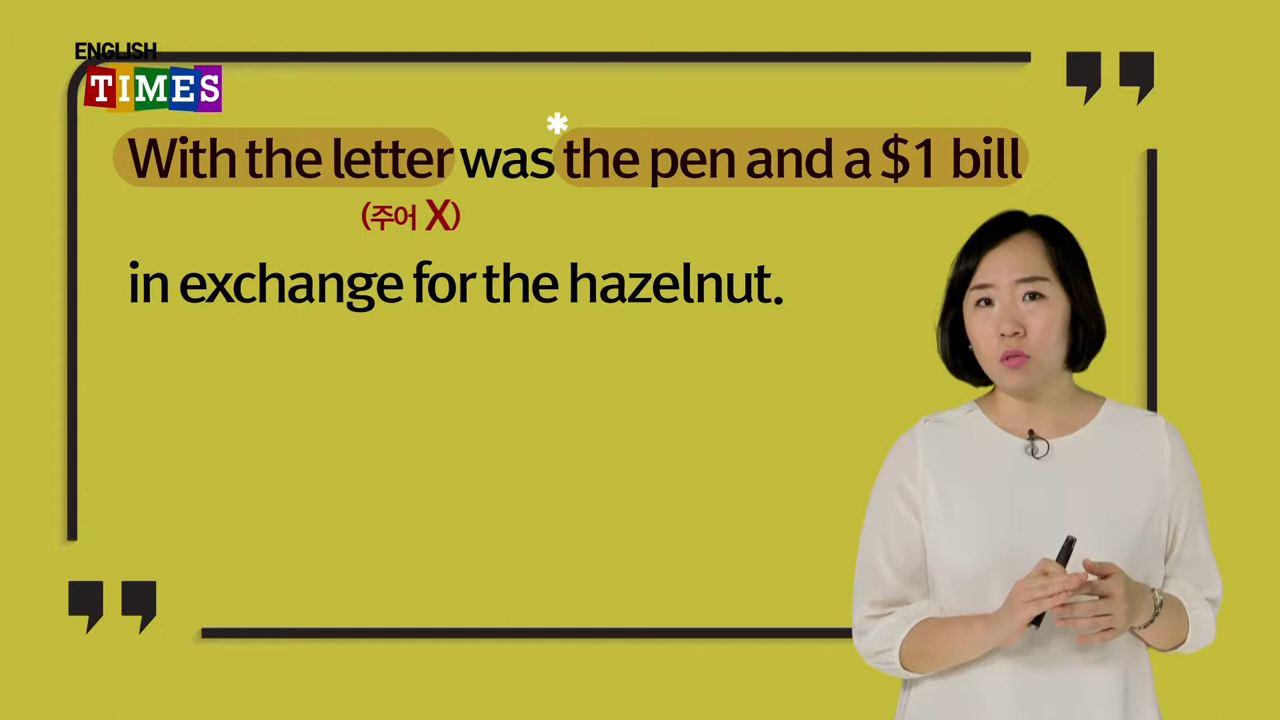 ENGLISH
TIMES
*
With the letter was the pen and a $1 bill
(주어 X)
in exchange for the hazelnut.